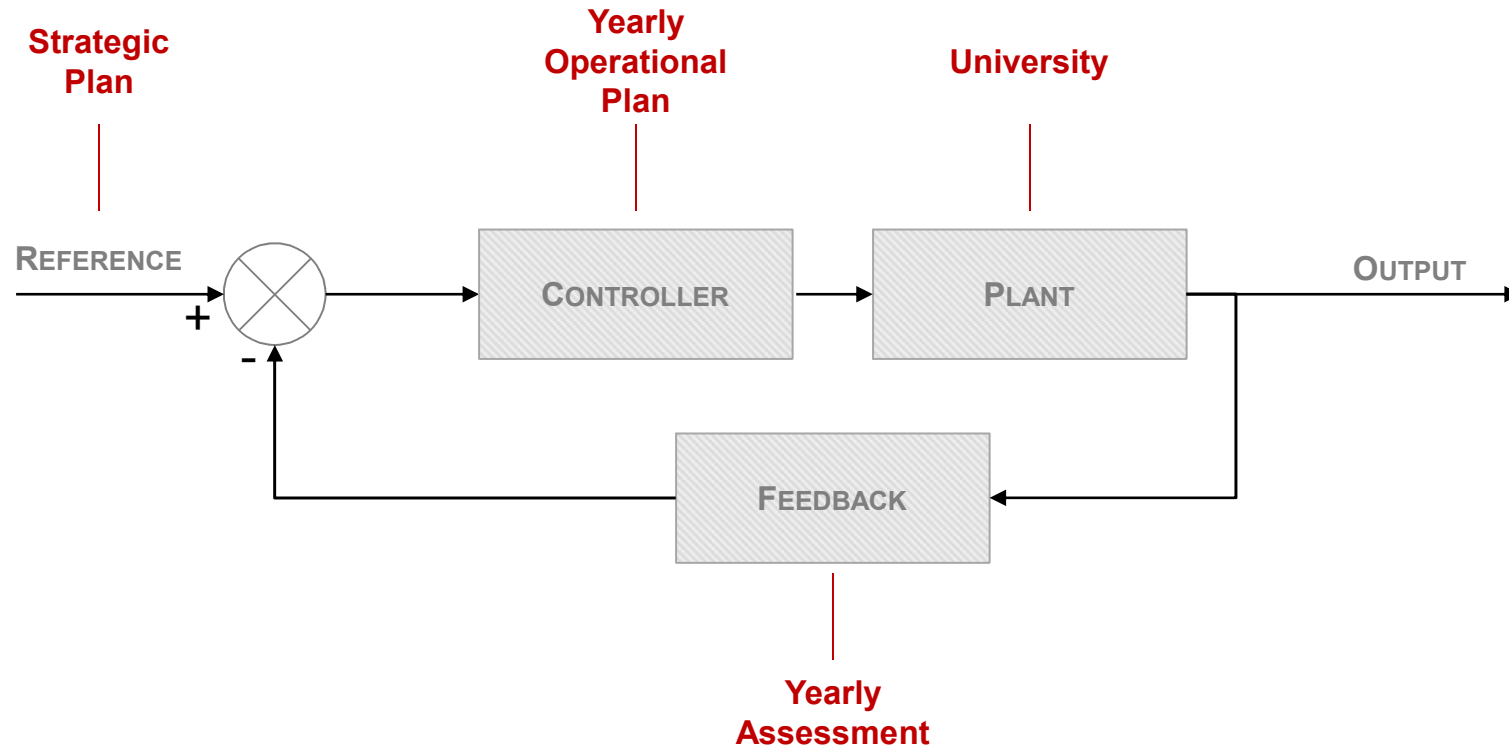 Strategic
Plan
Yearly
Operational
Plan
University
REFERENCE
+
-
CONTROLLER
PLANT
OUTPUT
FEEDBACK
Yearly
Assessment